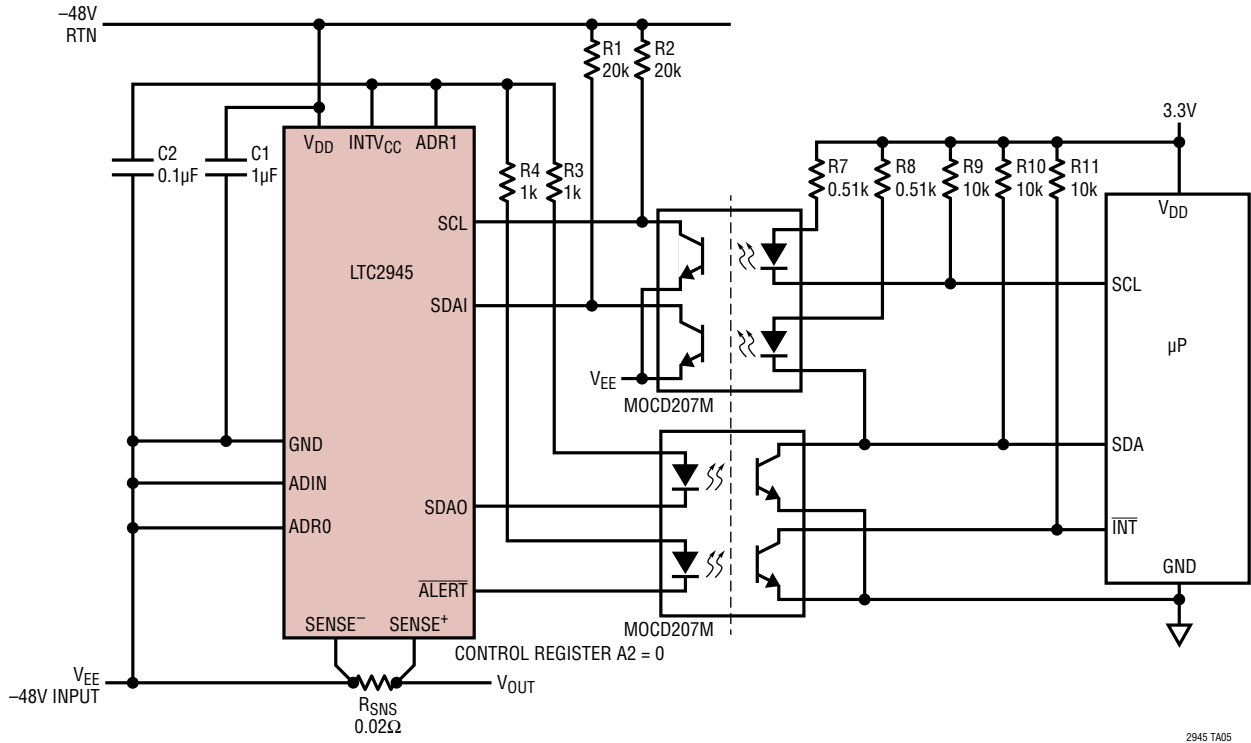 –48V
RTN
R1
20k
R2
20k
3.3V
C2
0.1µF
C1
1µF
VDD
INTVCC
ADR1
R4
1k
R3
1k
R7
0.51k
R8
0.51k
R9
10k
R10
10k
R11
10k
VDD
SCL
LTC2945
SCL
SDAI
µP
VEE
MOCD207M
GND
SDA
ADIN
SDAO
ADR0
INT
GND
ALERT
SENSE–
SENSE+
MOCD207M
CONTROL REGISTER A2 = 0
VEE
–48V INPUT
VOUT
RSNS
0.02Ω
2945 TA05